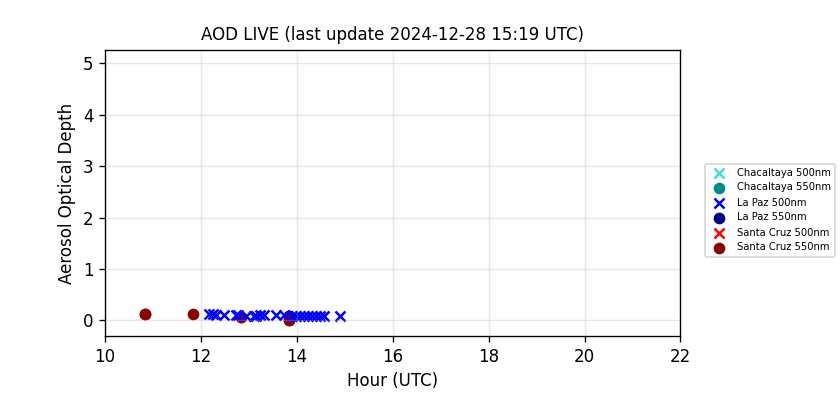 AOD LIVE (last update 2024-12-28 15:19 UTC)
Aerosol Optical Depth
5
4
3
2
1
0
10 12 14 16 18 20 22
Hour (UTC)
Chacaltaya 500nm
Chacaltaya 550nm
La Paz 500nm
La Paz 550nm
Santa Cruz 500nm
Santa Cruz 550nm